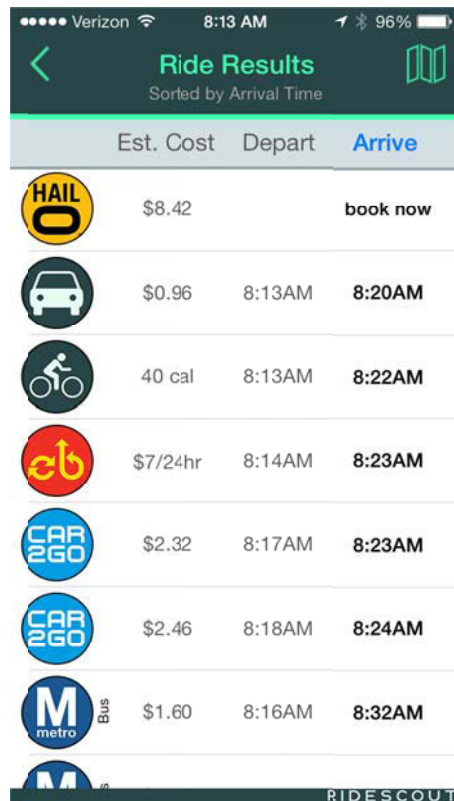 Verizon 8:13 AM 96%
Ride Results
Sorted by Arrival Time
Est. Cost Depart Arrive
HAIL
O
$8.42 book now
$0.96 8:13AM 8:20AM
40 cal 8:13AM 8:22AM
cb $7/24hr 8:14AM 8:23AM
CAR
2GO
$2.32 8:17AM 8:23AM
CAR
2GO
$2.46 8:18AM 8:24AM
M
metro
Bus
$1.60 8:16AM 8:32AM
M
RIDESCOUT